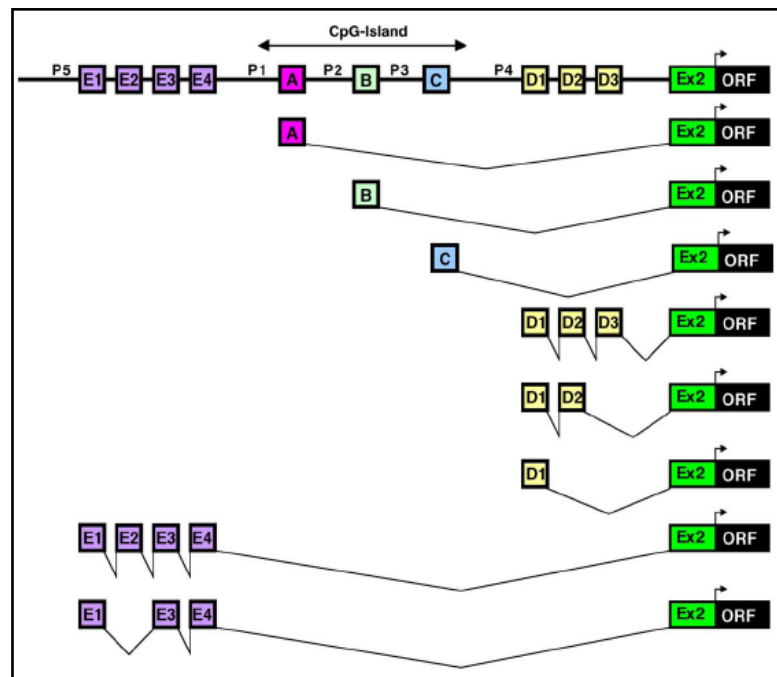 CpG-Island
P5 E1 E2 E3 E4 P1 A P2 B P3 C P4 D1 D2 D3 Ex2 ORF
A Ex2 ORF
B Ex2 ORF
C Ex2 ORF
D1 D2 D3 Ex2 ORF
D1 D2 Ex2 ORF
D1 Ex2 ORF
E1 E2 E3 E4 Ex2 ORF
E1 E3 E4 Ex2 ORF